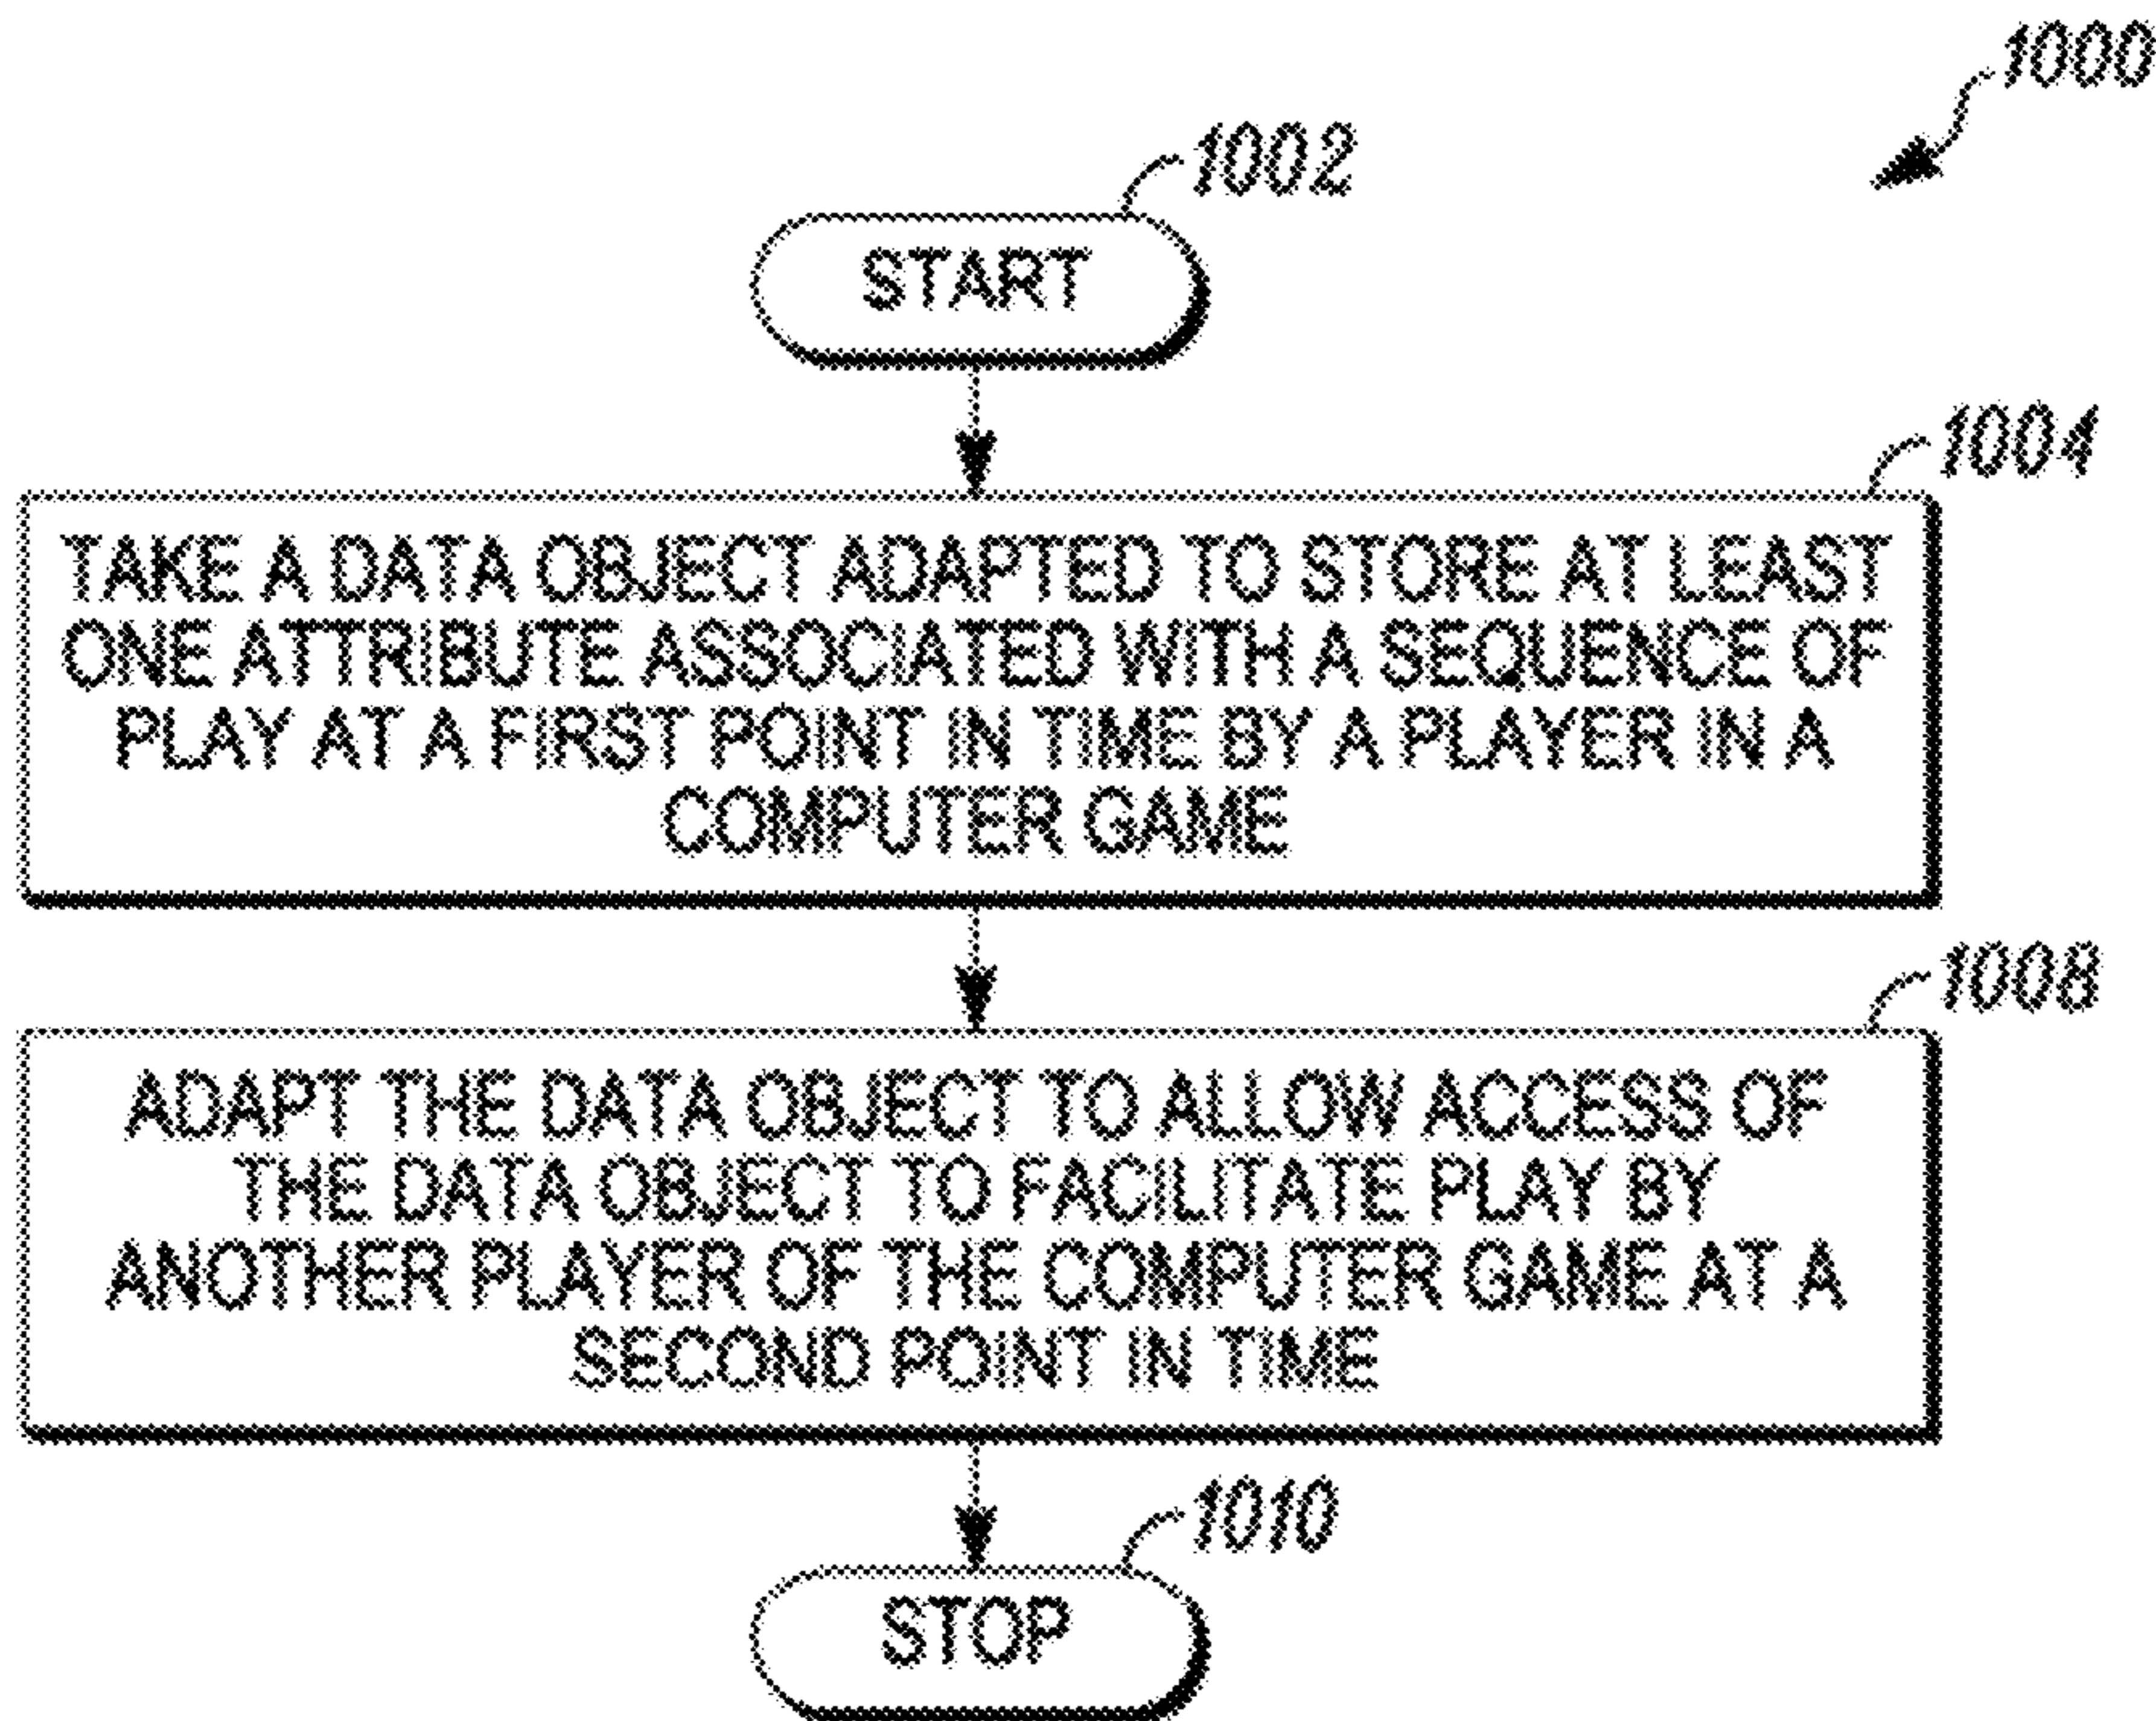 1000
1002
START
1004
TAKE A DATA OBJECT ADAPTED TO STORE AT LEAST
ONE ATTRIBUTE ASSOCIATED WITH A SEQUENCE OF
PLAY AT A FIRST POINT IN TIME BY A PLAYER IN A
COMPUTER GAME
1008
ADAPT THE DATA OBJECT TO ALLOW ACCESS OF
THE DATA OBJECT TO FACILITATE PLAY BY
ANOTHER PLAYER OF THE COMPUTER GAME AT A
SECOND POINT IN TIME
1010
STOP